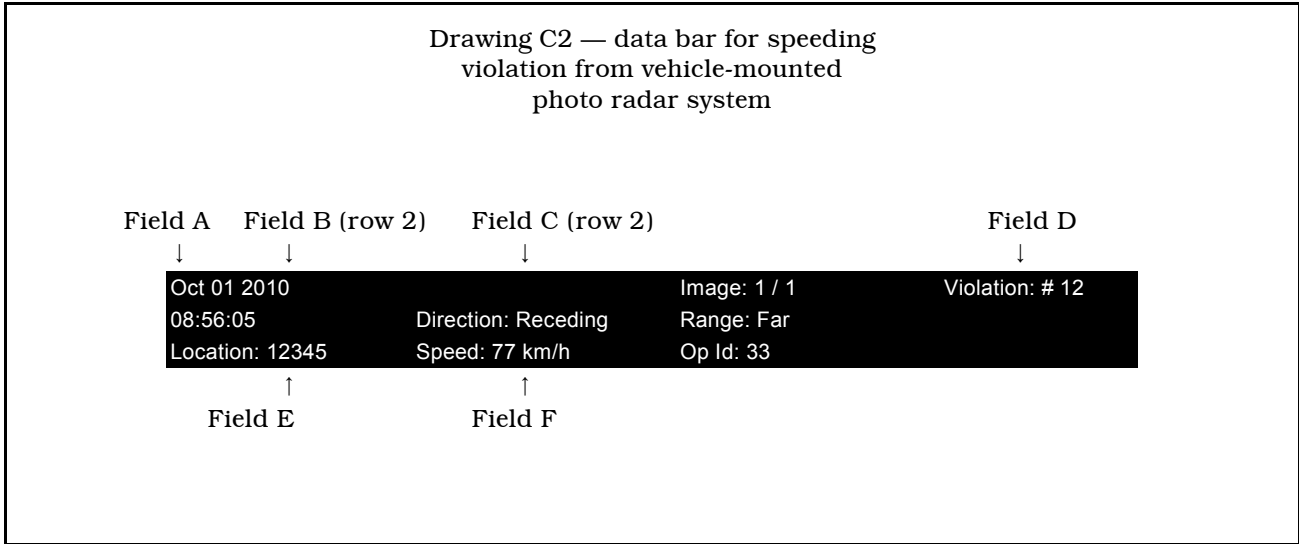 Drawing C2 — data bar for speeding
violation from vehicle-mounted
photo radar system
Field A Field B (row 2) Field C (row 2) Field D
↓ ↓ ↓ ↓
Oct 01 2010 Image: 1 / 1 Violation: # 12
08:56:05 Direction: Receding Range: Far
Location: 12345 Speed: 77 km/h Op Id: 33
↑ ↑
Field E Field F